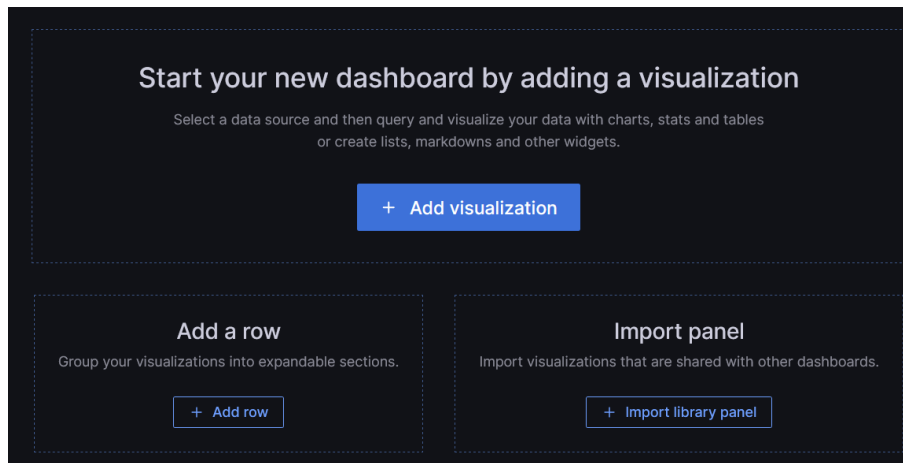 Start your new dashboard by adding a visualization
Select a data source and then query and visualize your data with charts, stats and tables
or create lists, markdowns and other widgets.
+ Add visualization
Add a row
Group your visualizations into expandable sections.
+ Add row
Import panel
Import visualizations that are shared with other dashboards.
+ Import library panel